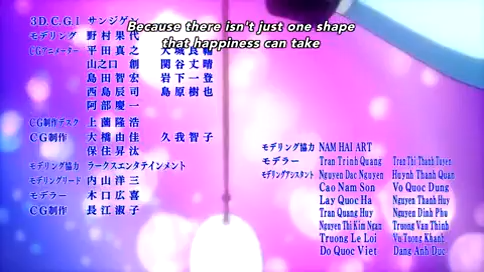 Because there isn't just one shape
that happiness can take
3D.C.G.I サンジゲン
モデリング 野村果代
CGアニメーター 平田真之 大城良輔
山之口 創 関谷丈晴
島田智宏 岩下一登
西島辰司 島原樹也
阿部慶一
CG制作デスク 上薗隆浩
CG制作 大橋由佳 久我智子
保住昇汰
モデリング協力 ラークスエンタテインメント
モデリングリード 内山洋三
モデラー 木口広喜
CG制作 長江淑子
モデリング協力 NAM HAI ART
モデラー Tran Trinh Quang Tran Thi Thanh Tuyen
モデリングアシスタント Nguyen Duc Nguyen Huynh Thanh Quan
Cao Nam Son Vo Quoc Dung
Lay Quoc Ha Nguyen Thanh Huy
Tran Quang Huy Nguyen Dinh Phu
Nguyen Thi Kim Ngan Truong Van Thinh
Truong Le Loi Vu Tuong Khanh
Do Quoc Viet Dang Anh Duc